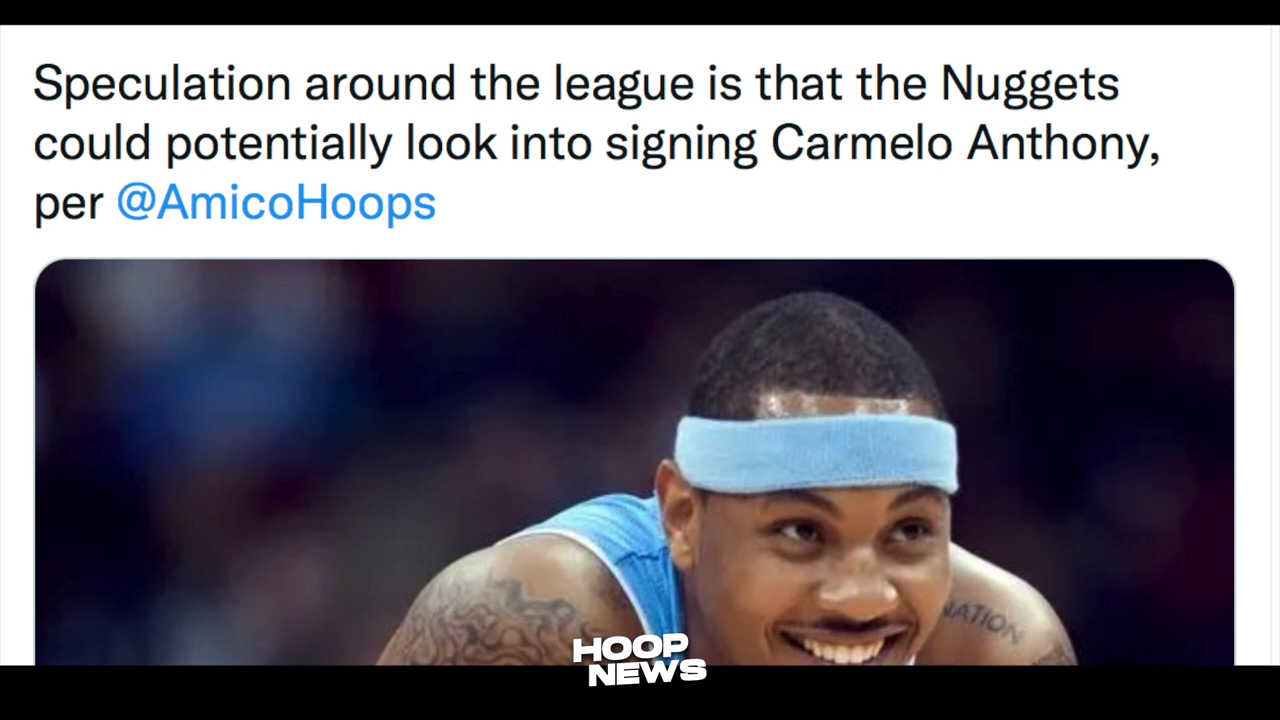 Speculation around the league is that the Nuggets
could potentially look into signing Carmelo Anthony,
per @AmicoHoops
NATION
HOOP
NEWS